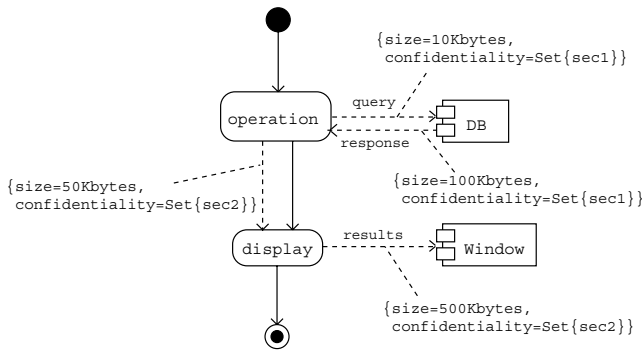 {size=10Kbytes,
confidentiality=Set{sec1}}
query
operation
DB
response
{size=50Kbytes,
confidentiality=Set{sec2}}
{size=100Kbytes,
confidentiality=Set{sec1}}
results
display
Window
{size=500Kbytes,
confidentiality=Set{sec2}}